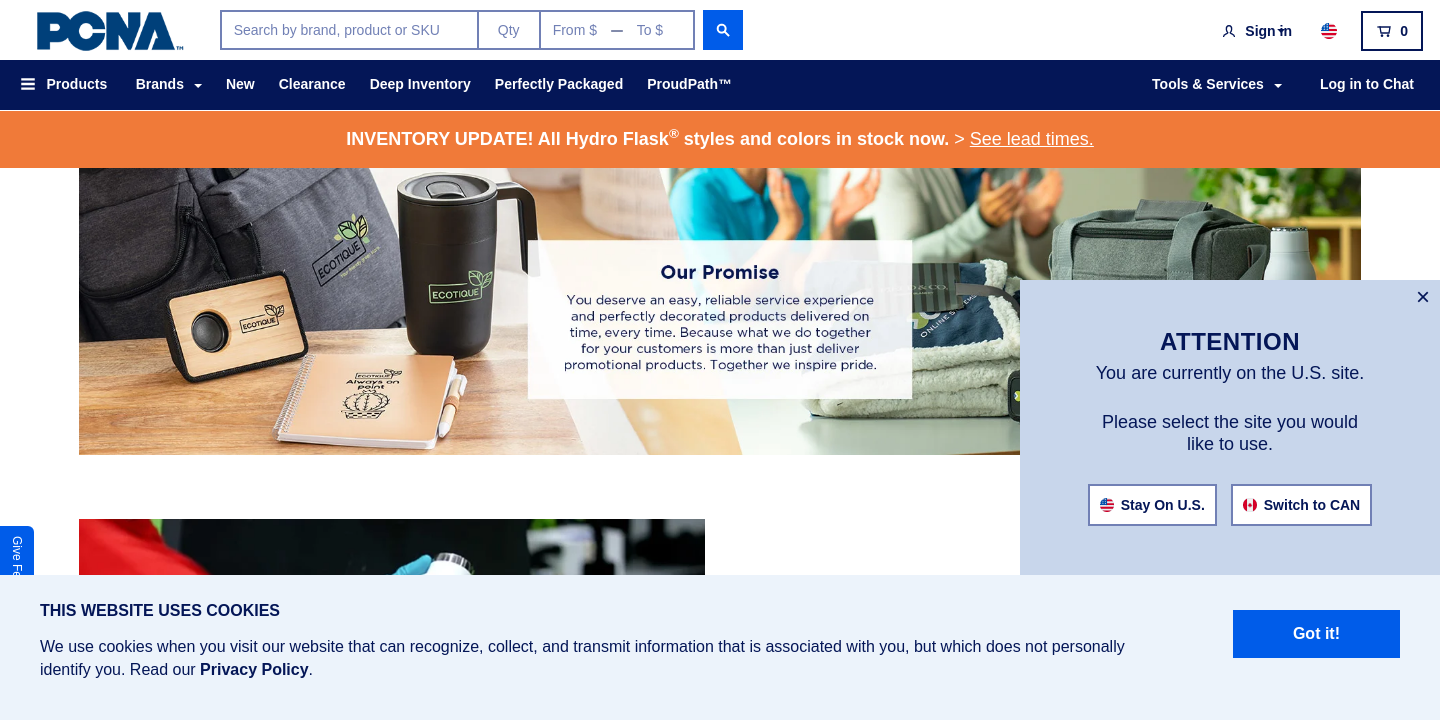 PCNA™
Search by brand, product or SKU
Qty
From $ — To $
Sign in
0
Products
Brands
New
Clearance
Deep Inventory
Perfectly Packaged
ProudPath™
Tools & Services
Log in to Chat
INVENTORY UPDATE! All Hydro Flask® styles and colors in stock now. > See lead times.
ECOTIQUE
ECOTIQUE
ECOTIQUE
ECOTIQUE
Always on
point
Our Promise
You deserve an easy, reliable service experience
and perfectly decorated products delivered on
time, every time. Because what we do together
for your customers is more than just deliver
promotional products. Together we inspire pride.
×
ATTENTION
You are currently on the U.S. site.
Please select the site you would
like to use.
Stay On U.S.
Switch to CAN
Give Fe
THIS WEBSITE USES COOKIES
We use cookies when you visit our website that can recognize, collect, and transmit information that is associated with you, but which does not personally
identify you. Read our Privacy Policy.
Got it!